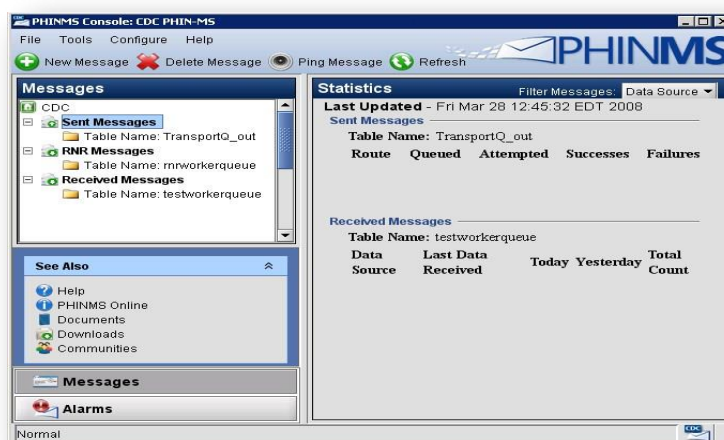 PHINMS Console: CDC PHIN-MS
File Tools Configure Help
New Message Delete Message Ping Message Refresh
PHINMS
Messages
CDC
Sent Messages
Table Name: TransportQ_out
RNR Messages
Table Name: rnrworkerqueue
Received Messages
Table Name: testworkerqueue
See Also
Help
PHINMS Online
Documents
Downloads
Communities
Messages
Alarms
Statistics Filter Messages: Data Source
Last Updated - Fri Mar 28 12:45:32 EDT 2008
Sent Messages
Table Name: TransportQ_out
Route Queued Attempted Successes Failures
Received Messages
Table Name: testworkerqueue
Data Last Data Total
Source Received Today Yesterday Count
Normal
CDC